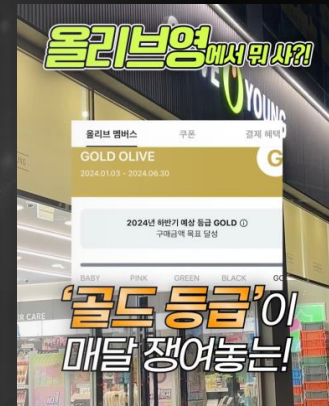 올리브영에서 뭐 사?!
YOUNG
올리브 멤버스 쿠폰 결제 혜택
GOLD OLIVE
G
2024.01.03 - 2024.06.30
2024년 하반기 예상 등급 GOLD ⓘ
구매금액 목표 달성
BABY PINK GREEN BLACK GO
CARE
‘골드 등급’이
매달 쟁여놓는!